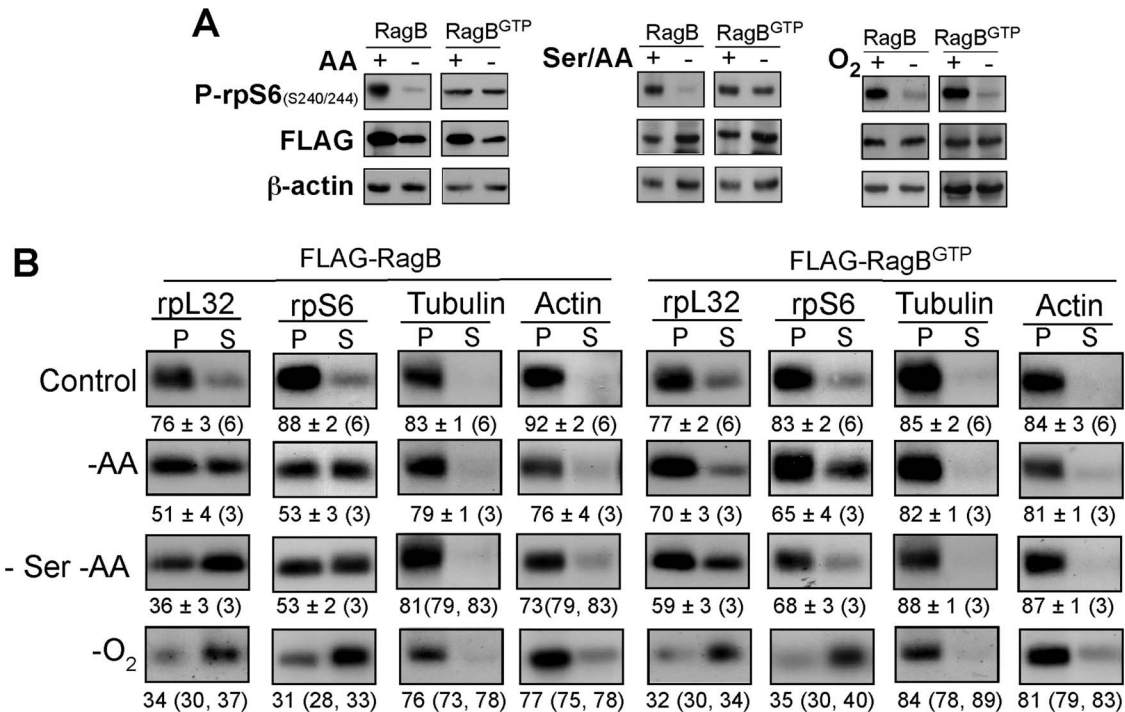 A
RagB RagBGTP RagB RagBGTP RagB RagBGTP
AA + - + - Ser/AA + - + - O2 + - + -
P-rpS6(S240/244)
FLAG
β-actin
B
FLAG-RagB FLAG-RagBGTP
rpL32 rpS6 Tubulin Actin rpL32 rpS6 Tubulin Actin
P S P S P S P S P S P S P S P S
Control
76 ± 3 (6) 88 ± 2 (6) 83 ± 1 (6) 92 ± 2 (6) 77 ± 2 (6) 83 ± 2 (6) 85 ± 2 (6) 84 ± 3 (6)
-AA
51 ± 4 (3) 53 ± 3 (3) 79 ± 1 (3) 76 ± 4 (3) 70 ± 3 (3) 65 ± 4 (3) 82 ± 1 (3) 81 ± 1 (3)
- Ser -AA
36 ± 3 (3) 53 ± 2 (3) 81(79, 83) 73(79, 83) 59 ± 3 (3) 68 ± 3 (3) 88 ± 1 (3) 87 ± 1 (3)
-O2
34 (30, 37) 31 (28, 33) 76 (73, 78) 77 (75, 78) 32 (30, 34) 35 (30, 40) 84 (78, 89) 81 (79, 83)